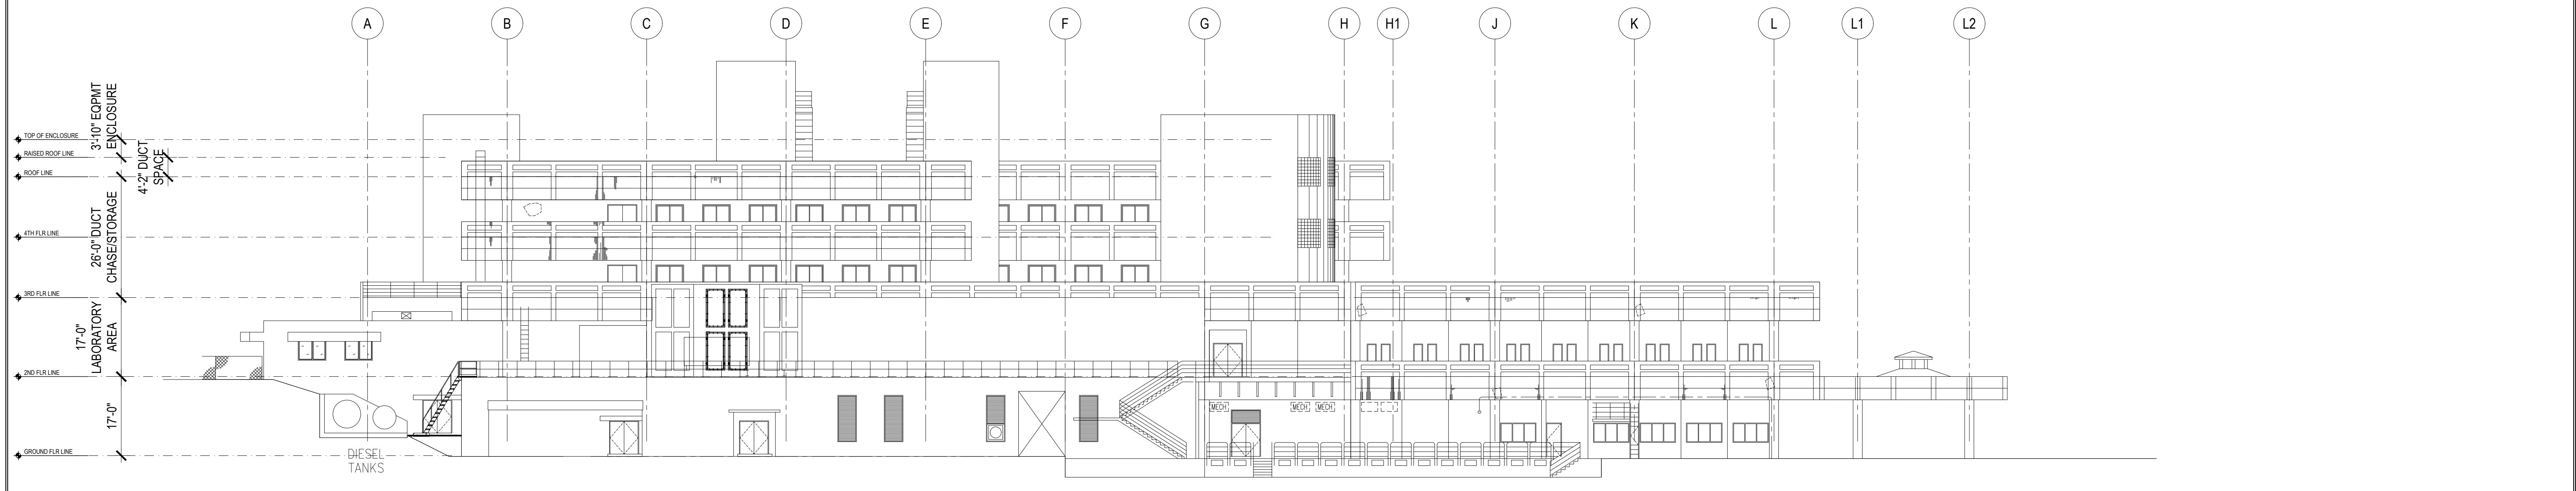 A
B
C
D
E
F
G
H
H1
J
K
L
L1
L2
TOP OF ENCLOSURE
3'-10" EQPMT
ENCLOSURE
RAISED ROOF LINE
4'-2" DUCT
SPACE
ROOF LINE
4TH FLR LINE
26'-0" DUCT
CHASE/STORAGE
3RD FLR LINE
17'-0"
LABORATORY
AREA
2ND FLR LINE
17'-0"
GROUND FLR LINE
DIESEL
TANKS
MECH
MECH
MECH